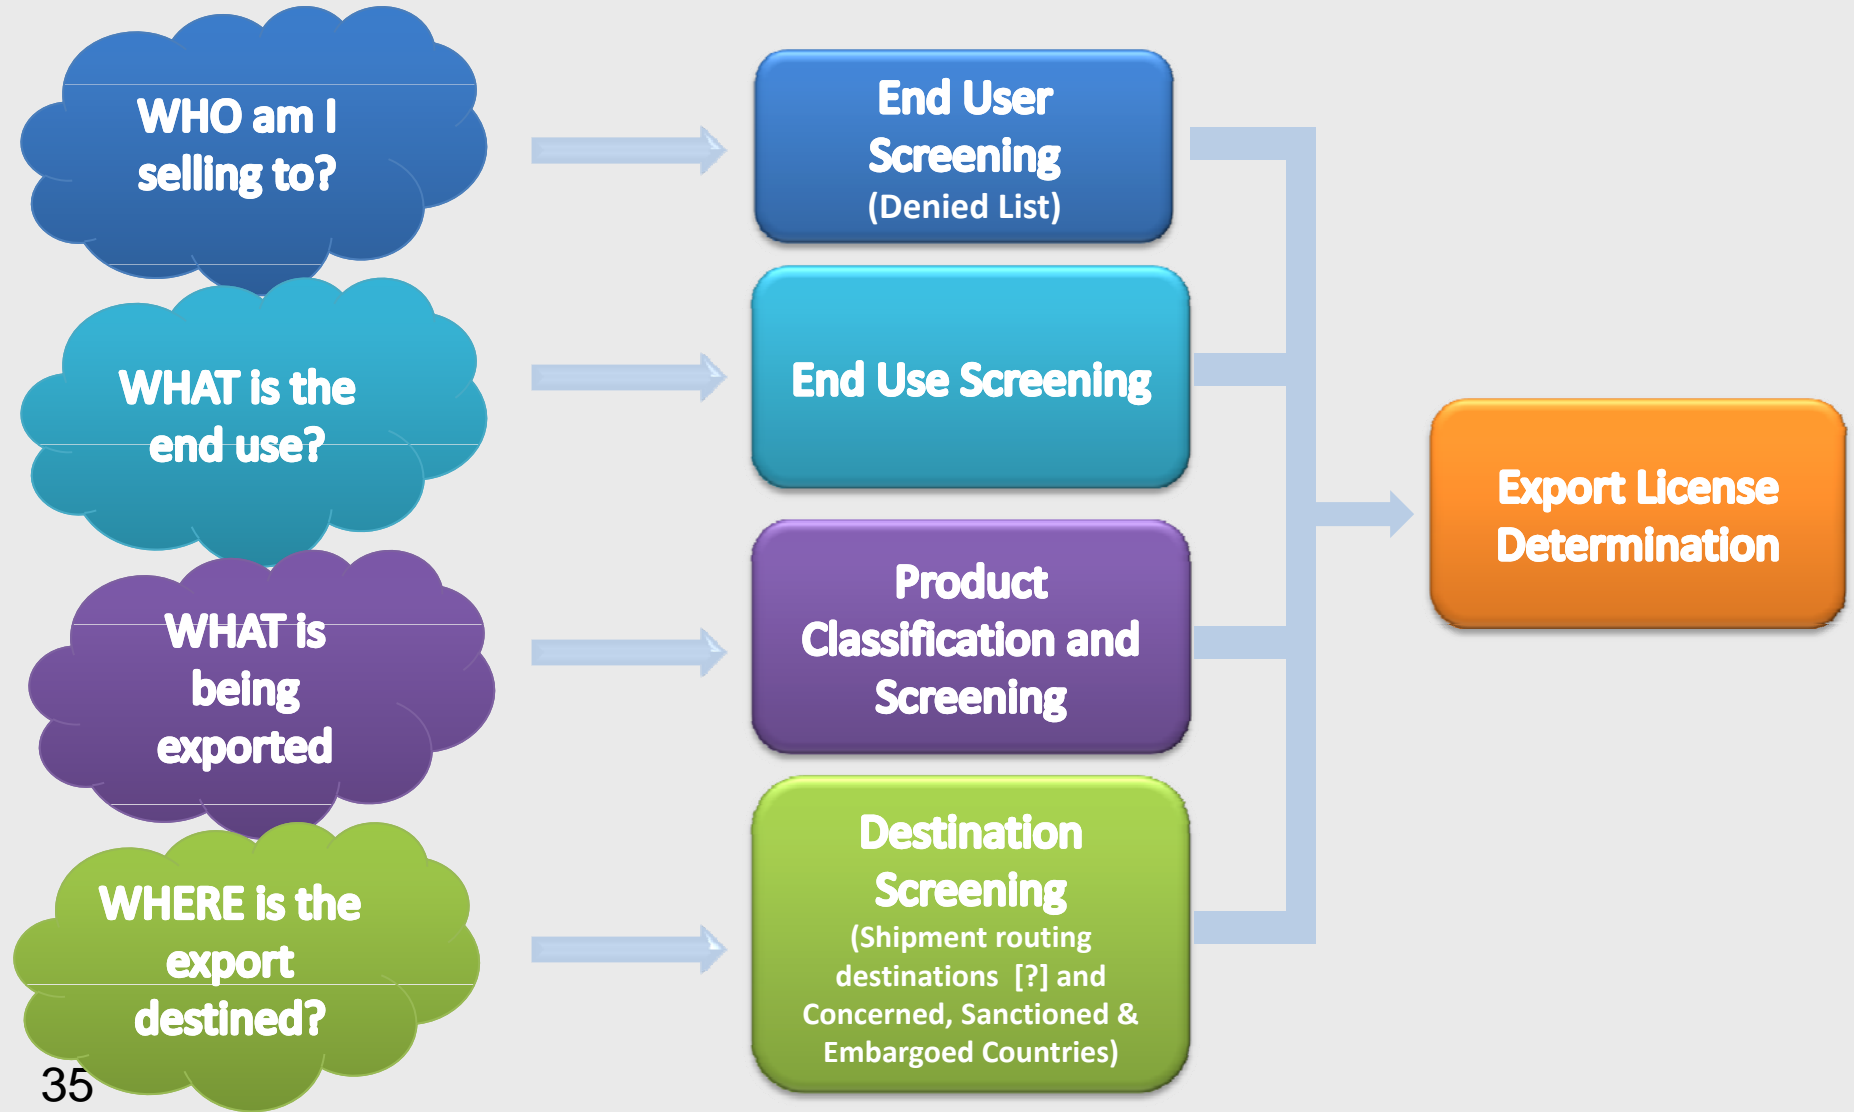 WHO am I
selling to?
End User
Screening
(Denied List)
WHAT is the
end use?
End Use Screening
WHAT is
being
exported
Product
Classification and
Screening
WHERE is the
export
destined?
Destination
Screening
(Shipment routing
destinations [?] and
Concerned, Sanctioned &
Embargoed Countries)
Export License
Determination
35